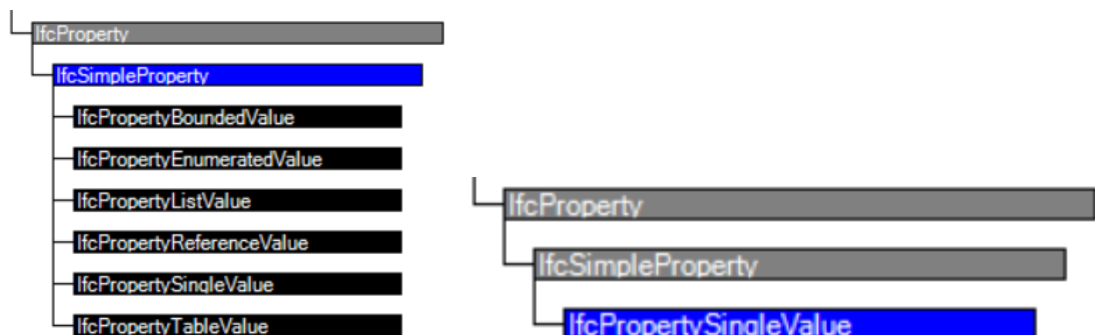 IfcProperty
IfcSimpleProperty
IfcPropertyBoundedValue
IfcPropertyEnumeratedValue
IfcPropertyListValue
IfcPropertyReferenceValue
IfcPropertySingleValue
IfcPropertyTableValue
IfcProperty
IfcSimpleProperty
IfcPropertySingleValue